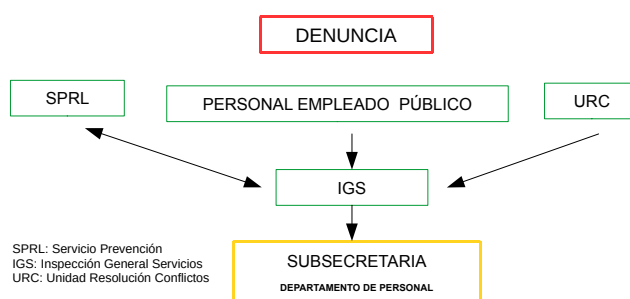 DENUNCIA
SPRL
PERSONAL EMPLEADO PÚBLICO
URC
IGS
SPRL: Servicio Prevención
IGS: Inspección General Servicios
URC: Unidad Resolución Conflictos
SUBSECRETARIA
DEPARTAMENTO DE PERSONAL